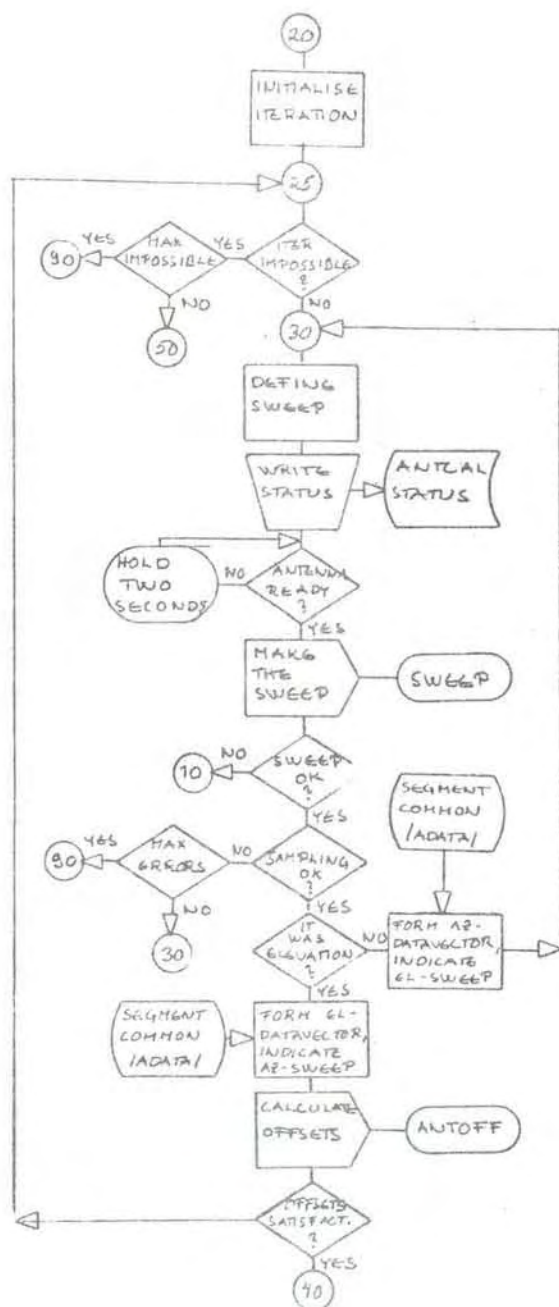 20
INITIALISE
ITERATION
25
ITER
IMPOSSIBLE
?
YES
MAX
IMPOSSIBLE
YES
90
NO
50
NO
30
DEFINE
SWEEP
WRITE
STATUS
ANTCAL
STATUS
HOLD
TWO
SECONDS
NO
ANTENNA
READY
?
YES
MAKE
THE
SWEEP
SWEEP
SWEEP
OK
?
NO
10
YES
SAMPLING
OK
?
NO
MAX
ERRORS
YES
90
NO
30
YES
IT
WAS
ELEVATION
?
NO
SEGMENT
COMMON
/ADATA/
FORM AZ-
DATAVECTOR,
INDICATE
EL-SWEEP
YES
SEGMENT
COMMON
/ADATA/
FORM EL-
DATAVECTOR,
INDICATE
AZ-SWEEP
CALCULATE
OFFSETS
ANTOFF
OFFSETS
SATISFACT.
?
YES
40